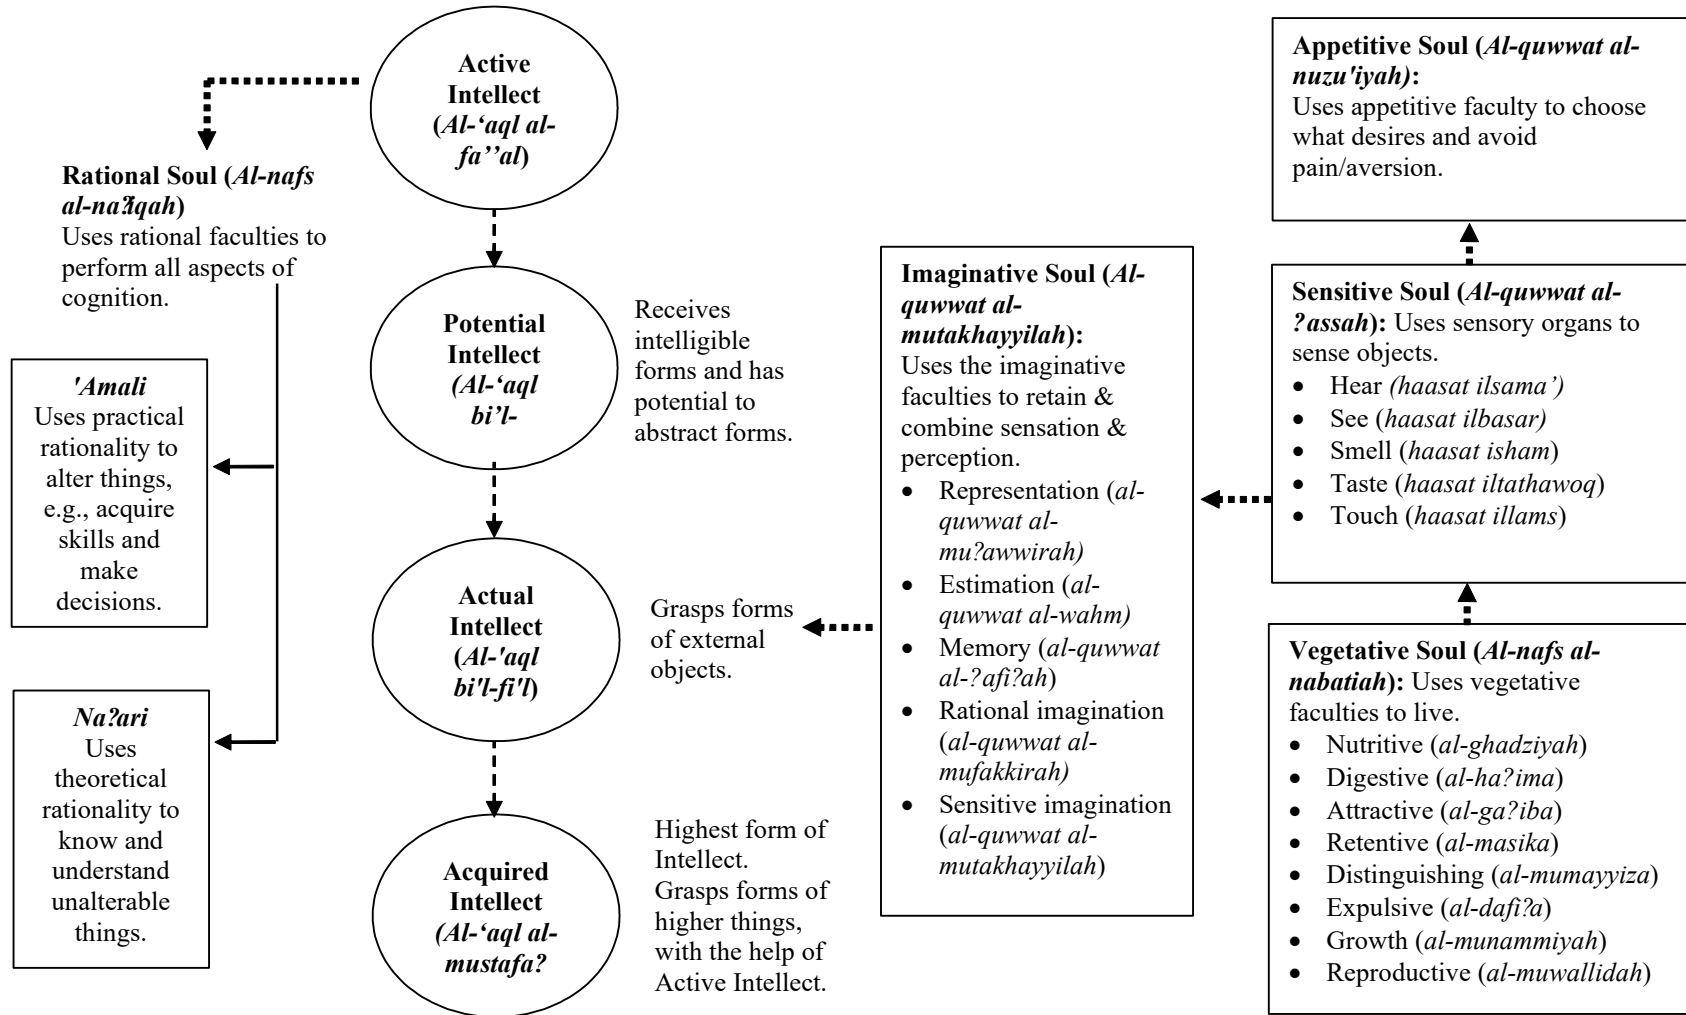 Active
Intellect
(Al-‘aql al-
fa’’al)
Rational Soul (Al-nafs
al-na?iqah)
Uses rational faculties to
perform all aspects of
cognition.
'Amali
Uses practical
rationality to
alter things,
e.g., acquire
skills and
make
decisions.
Na?ari
Uses
theoretical
rationality to
know and
understand
unalterable
things.
Potential
Intellect
(Al-‘aql
bi’l-
Receives
intelligible
forms and has
potential to
abstract forms.
Actual
Intellect
(Al-'aql
bi'l-fi'l)
Grasps forms
of external
objects.
Acquired
Intellect
(Al-‘aql al-
mustafa?
Highest form of
Intellect.
Grasps forms of
higher things,
with the help of
Active Intellect.
Imaginative Soul (Al-
quwwat al-
mutakhayyilah):
Uses the imaginative
faculties to retain &
combine sensation &
perception.
• Representation (al-
quwwat al-
mu?awwirah)
• Estimation (al-
quwwat al-wahm)
• Memory (al-quwwat
al-?afi?ah)
• Rational imagination
(al-quwwat al-
mufakkirah)
• Sensitive imagination
(al-quwwat al-
mutakhayyilah)
Appetitive Soul (Al-quwwat al-
nuzu'iyah):
Uses appetitive faculty to choose
what desires and avoid
pain/aversion.
Sensitive Soul (Al-quwwat al-
?assah): Uses sensory organs to
sense objects.
• Hear (haasat ilsama’)
• See (haasat ilbasar)
• Smell (haasat isham)
• Taste (haasat iltathawoq)
• Touch (haasat illams)
Vegetative Soul (Al-nafs al-
nabatiah): Uses vegetative
faculties to live.
• Nutritive (al-ghadziyah)
• Digestive (al-ha?ima)
• Attractive (al-ga?iba)
• Retentive (al-masika)
• Distinguishing (al-mumayyiza)
• Expulsive (al-dafi?a)
• Growth (al-munammiyah)
• Reproductive (al-muwallidah)